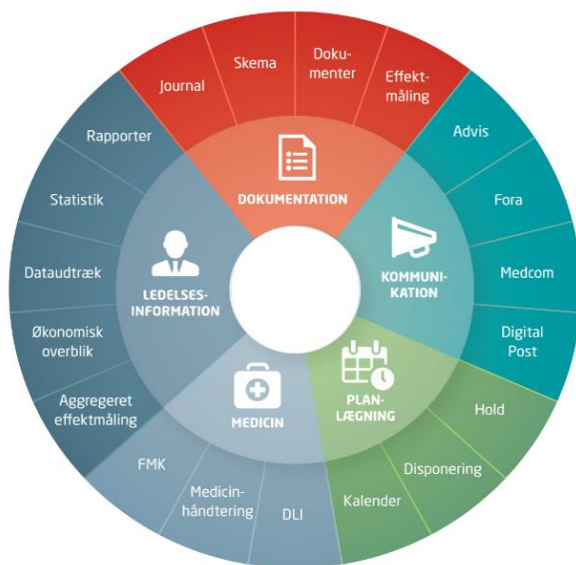 Journal
Skema
Doku-
menter
Effekt-
måling
DOKUMENTATION
Advis
Fora
Medcom
Digital
Post
KOMMUNI-
KATION
Hold
Disponering
Kalender
PLAN-
LÆGNING
DLI
Medicin-
håndtering
FMK
MEDICIN
Aggregeret
effektmåling
Økonomisk
overblik
Dataudtræk
Statistik
Rapporter
LEDELSES-
INFORMATION